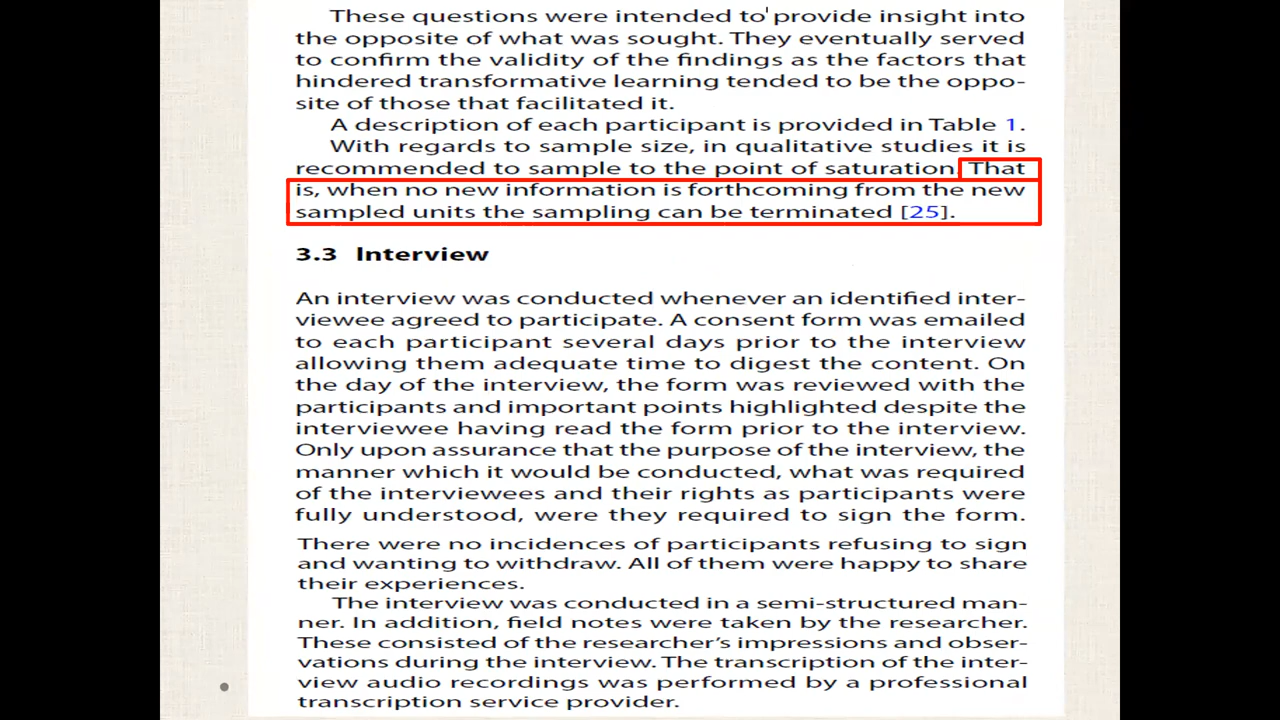 These questions were intended to provide insight into
the opposite of what was sought. They eventually served
to confirm the validity of the findings as the factors that
hindered transformative learning tended to be the oppo-
site of those that facilitated it.
A description of each participant is provided in Table 1.
With regards to sample size, in qualitative studies it is
recommended to sample to the point of saturation. That
is, when no new information is forthcoming from the new
sampled units the sampling can be terminated [25].
3.3 Interview
An interview was conducted whenever an identified inter-
viewee agreed to participate. A consent form was emailed
to each participant several days prior to the interview
allowing them adequate time to digest the content. On
the day of the interview, the form was reviewed with the
participants and important points highlighted despite the
interviewee having read the form prior to the interview.
Only upon assurance that the purpose of the interview, the
manner which it would be conducted, what was required
of the interviewees and their rights as participants were
fully understood, were they required to sign the form.
There were no incidences of participants refusing to sign
and wanting to withdraw. All of them were happy to share
their experiences.
The interview was conducted in a semi-structured man-
ner. In addition, field notes were taken by the researcher.
These consisted of the researcher's impressions and obser-
vations during the interview. The transcription of the inter-
view audio recordings was performed by a professional
transcription service provider.